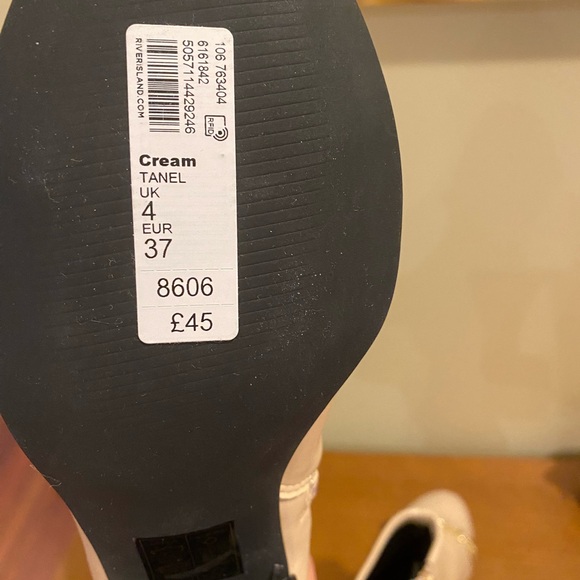 106 763404
6161842
5057114429246
RIVERISLAND.COM
RFID
Cream
TANEL
UK
4
EUR
37
8606
£45